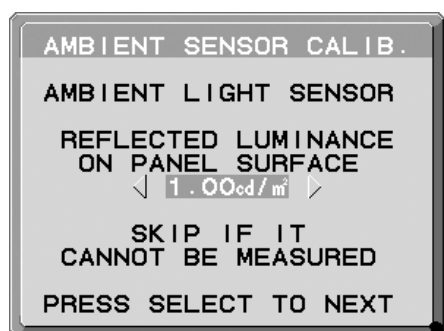 AMBIENT SENSOR CALIB.
AMBIENT LIGHT SENSOR
REFLECTED LUMINANCE
ON PANEL SURFACE
1.00cd/㎡
SKIP IF IT
CANNOT BE MEASURED
PRESS SELECT TO NEXT